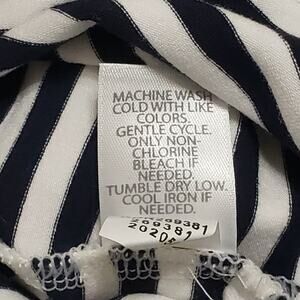 MACHINE WASH
COLD WITH LIKE
COLORS.
GENTLE CYCLE.
ONLY NON-
CHLORINE
BLEACH IF
NEEDED.
TUMBLE DRY LOW.
COOL IRON IF
NEEDED.